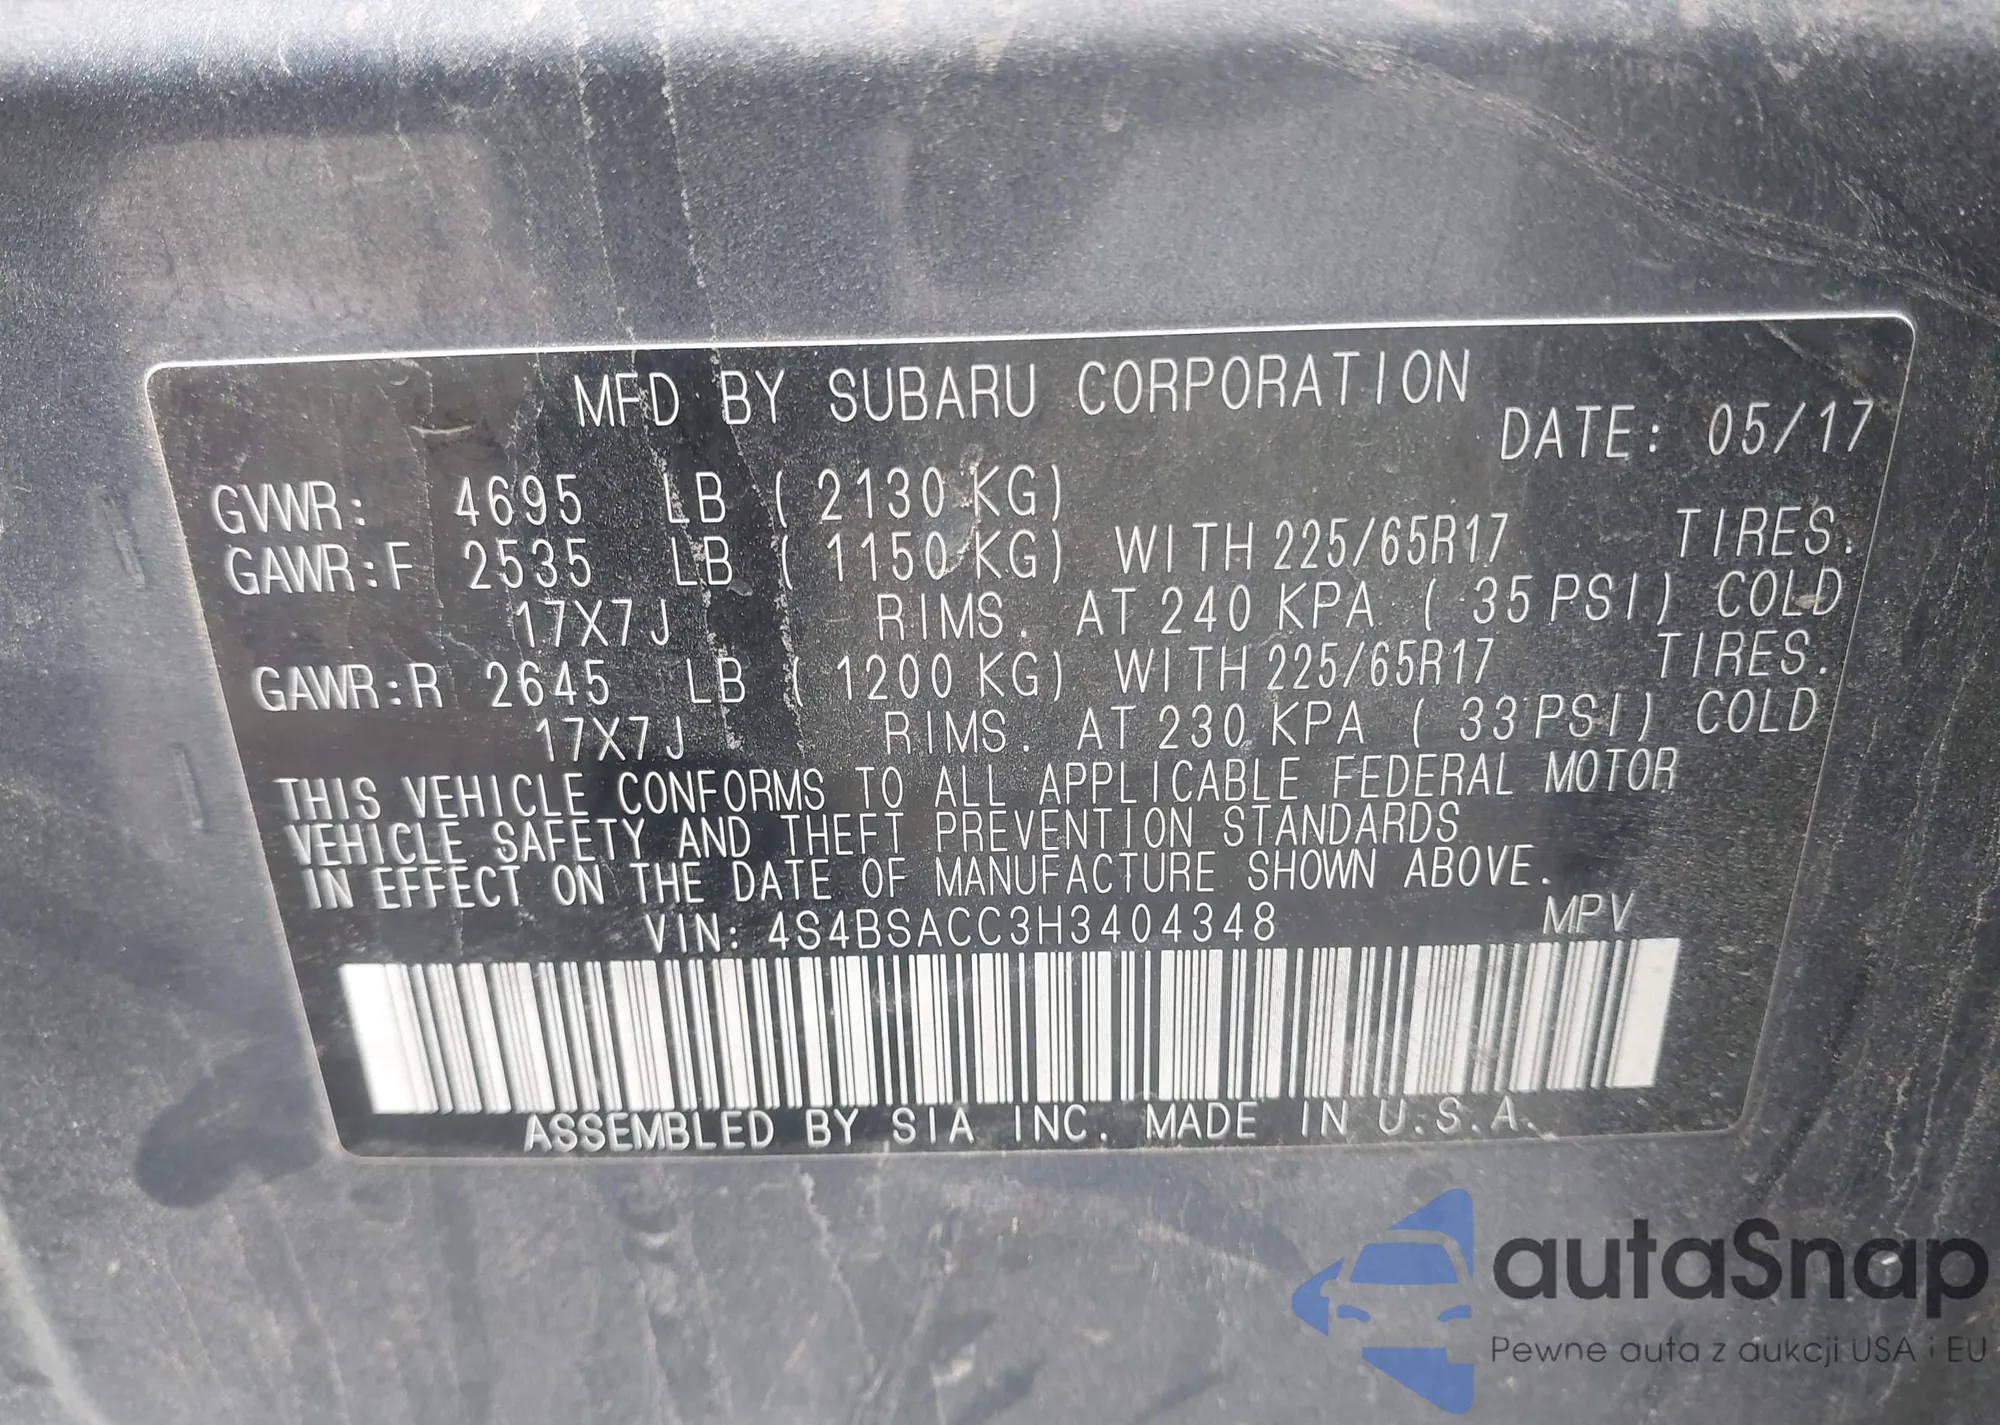 MFD BY SUBARU CORPORATION
DATE: 05/17
GVWR: 4695 LB ( 2130 KG)
GAWR:F 2535 LB ( 1150 KG) WITH 225/65R17 TIRES.
17X7J RIMS. AT 240 KPA ( 35 PSI) COLD
GAWR:R 2645 LB ( 1200 KG) WITH 225/65R17 TIRES.
17X7J RIMS. AT 230 KPA ( 33 PSI) COLD
THIS VEHICLE CONFORMS TO ALL APPLICABLE FEDERAL MOTOR
VEHICLE SAFETY AND THEFT PREVENTION STANDARDS
IN EFFECT ON THE DATE OF MANUFACTURE SHOWN ABOVE.
VIN: 4S4BSACC3H3404348 MPV
ASSEMBLED BY SIA INC. MADE IN U.S.A.
autaSnap
Pewne auta z aukcji USA i EU